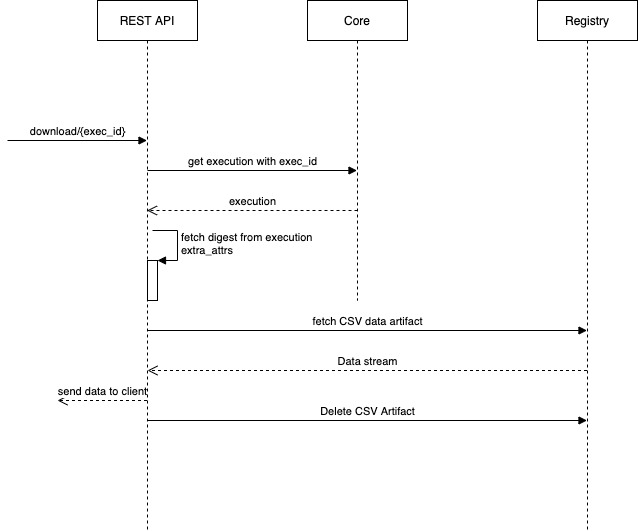 REST API
Core
Registry
download/{exec_id}
get execution with exec_id
execution
fetch digest from execution
extra_attrs
fetch CSV data artifact
Data stream
send data to client
Delete CSV Artifact